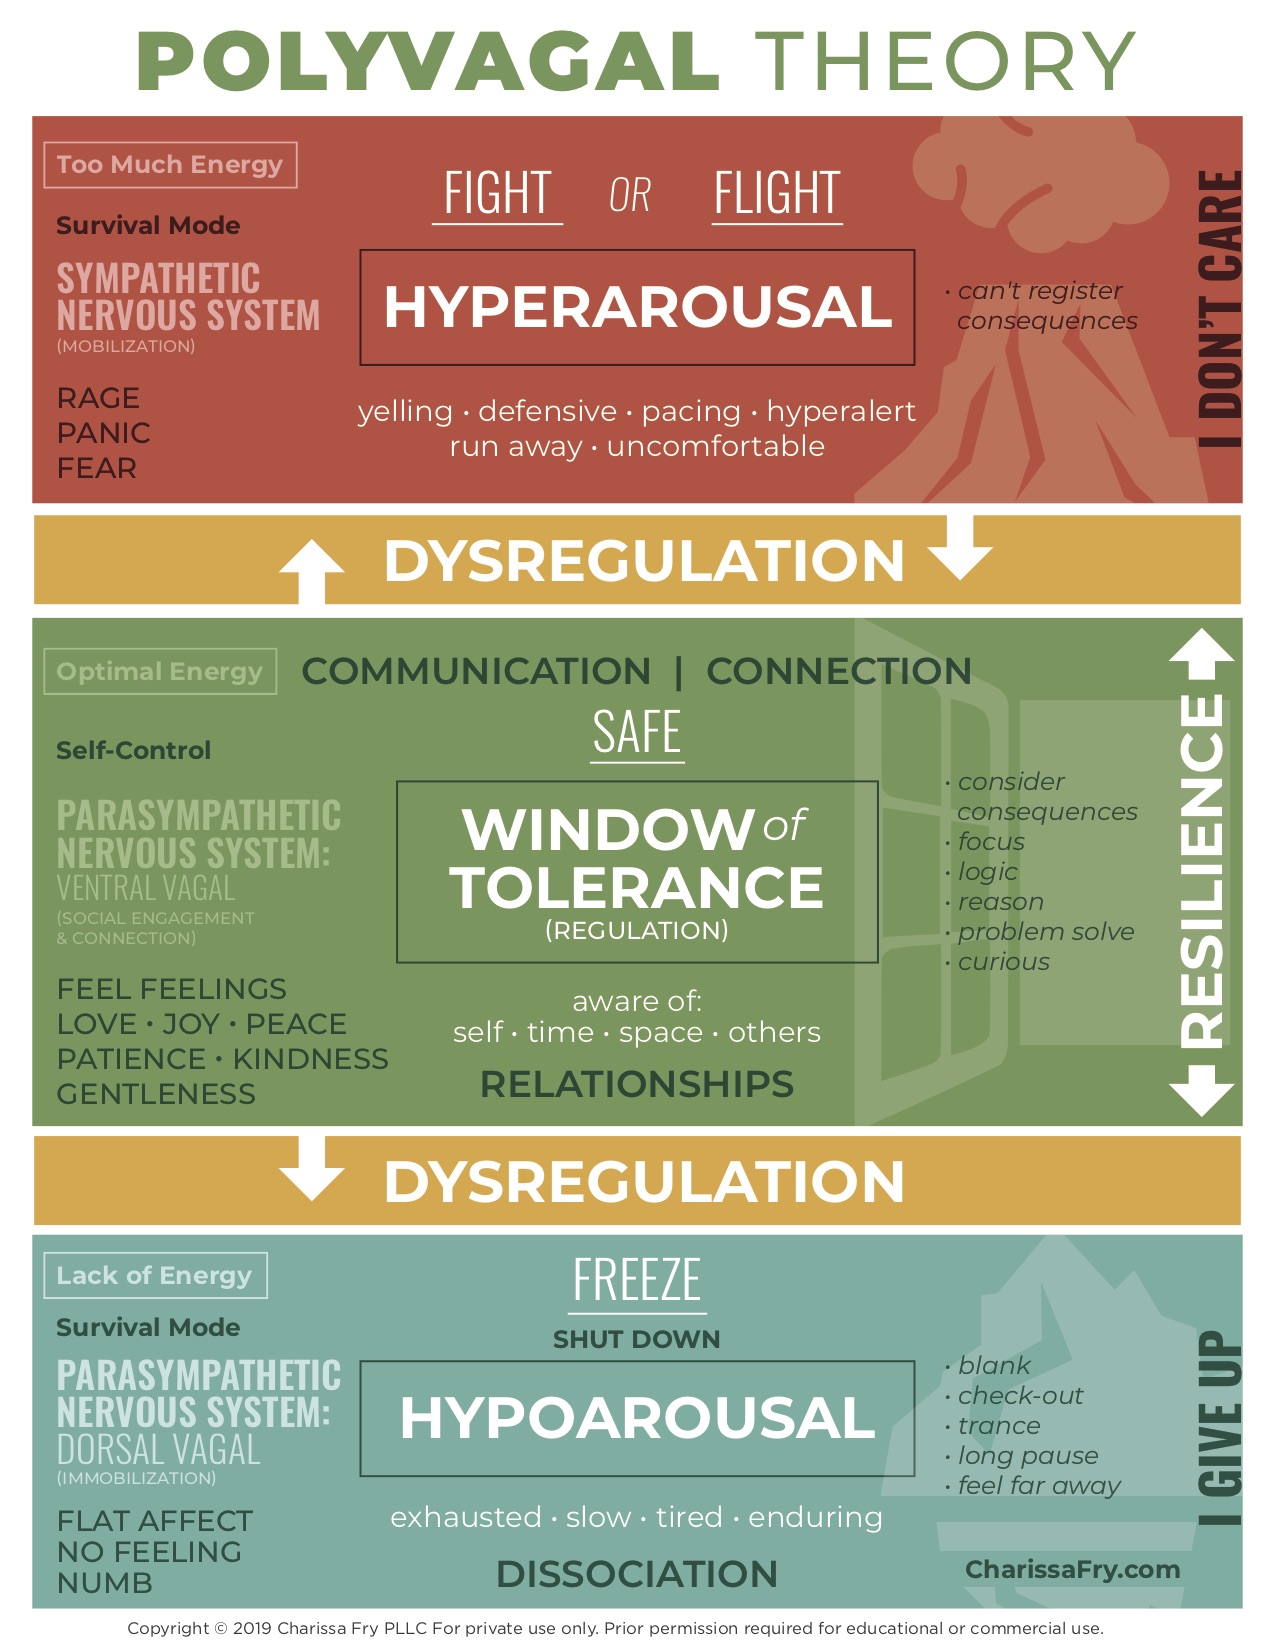 POLYVAGAL THEORY
Too Much Energy
Survival Mode
SYMPATHETIC
NERVOUS SYSTEM
(MOBILIZATION)
RAGE
PANIC
FEAR
FIGHT OR FLIGHT
HYPERAROUSAL
yelling • defensive • pacing • hyperalert
run away • uncomfortable
• can't register
consequences
I DON'T CARE
DYSREGULATION
Optimal Energy
COMMUNICATION | CONNECTION
Self-Control
PARASYMPATHETIC
NERVOUS SYSTEM:
VENTRAL VAGAL
(SOCIAL ENGAGEMENT
& CONNECTION)
FEEL FEELINGS
LOVE • JOY • PEACE
PATIENCE • KINDNESS
GENTLENESS
SAFE
WINDOW of
TOLERANCE
(REGULATION)
aware of:
self • time • space • others
RELATIONSHIPS
• consider
consequences
• focus
• logic
• reason
• problem solve
• curious
RESILIENCE
DYSREGULATION
Lack of Energy
Survival Mode
PARASYMPATHETIC
NERVOUS SYSTEM:
DORSAL VAGAL
(IMMOBILIZATION)
FLAT AFFECT
NO FEELING
NUMB
FREEZE
SHUT DOWN
HYPOAROUSAL
exhausted • slow • tired • enduring
DISSOCIATION
• blank
• check-out
• trance
• long pause
• feel far away
I GIVE UP
CharissaFry.com
Copyright © 2019 Charissa Fry PLLC For private use only. Prior permission required for educational or commercial use.